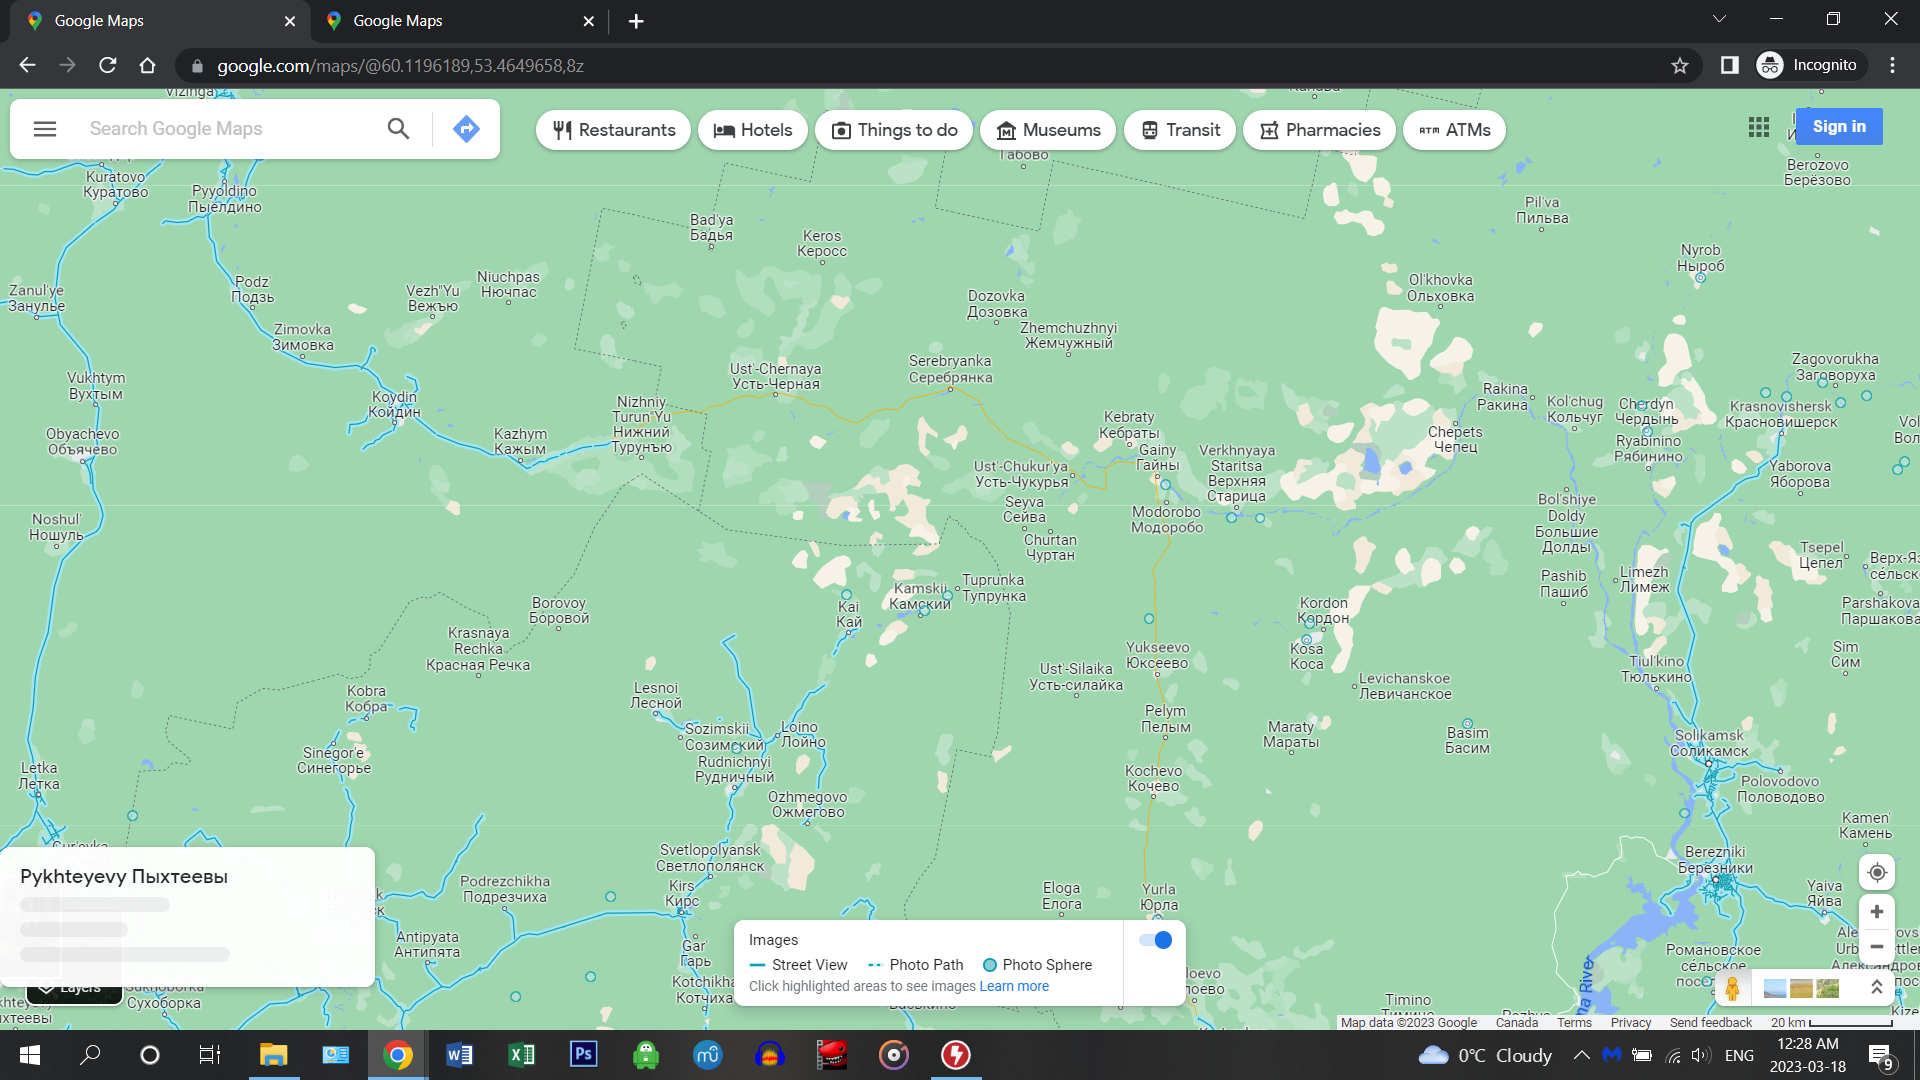 Google Maps
Google Maps
google.com/maps/@60.1196189,53.4649658,8z
Incognito
Search Google Maps
Restaurants
Hotels
Things to do
Museums
Transit
Pharmacies
ATMs
Sign in
Vizinga
Kuratovo
Куратово
Pyyoldino
Пыелдино
Табово
Berozovo
Берёзово
Bad'ya
Бадья
Keros
Керосс
Pil'va
Пильва
Nyrob
Ныроб
Zanul'ye
Занулье
Podz'
Подзь
Vezh"Yu
Вежъю
Niuchpas
Нючпас
Dozovka
Дозовка
Ol'khovka
Ольховка
Zimovka
Зимовка
Zhemchuzhnyi
Жемчужный
Ust'-Chernaya
Усть-Черная
Serebryanka
Серебрянка
Zagovorukha
Заговоруха
Vukhtym
Вухтым
Koydin
Койдин
Nizhniy
Turun"Yu
Нижний
Турунъю
Rakina
Ракина
Kol'chug
Кольчуг
Cherdyn
Чердынь
Krasnovishersk
Красновишерск
Obyachevo
Объячево
Kazhym
Кажым
Kebraty
Кебраты
Gainy
Гайны
Verkhnyaya
Staritsa
Верхняя
Старица
Chepets
Чепец
Ryabinino
Рябинино
Yaborova
Яборова
Ust'-Chukur'ya
Усть-Чукурья
Seyva
Сейва
Modorobo
Модоробо
Bol'shiye
Doldy
Большие
Долды
Noshul'
Ношуль
Churtan
Чуртан
Tsepel
Цепел
Kamskii
Камский
Tuprunka
Тупрунка
Pashib
Пашиб
Limezh
Лимеж
Borovoy
Боровой
Kai
Кай
Kordon
Кордон
Parshakova
Паршакова
Krasnaya
Rechka
Красная Речка
Yukseevo
Юксеево
Kosa
Коса
Sim
Сим
Ust'-Silaika
Усть-силайка
Levichanskoe
Левичанское
Tiul'kino
Тюлькино
Kobra
Кобра
Lesnoi
Лесной
Pelym
Пелым
Sozimskii
Созимский
Loino
Лоино
Maraty
Мараты
Basim
Басим
Solikamsk
Соликамск
Sinegor'e
Синегорье
Rudnichnyi
Рудничный
Letka
Летка
Kochevo
Кочево
Polovodovo
Половодово
Ozhmegovo
Ожмегово
Kamen'
Камень
Svetlopolyansk
Светлополянск
Berezniki
Березники
Pykhteyevy Пыхтеевы
Podrezchikha
Подрезчиха
Kirs
Кирс
Eloga
Елога
Yurla
Юрла
Yaiva
Яйва
Antipyata
Антипята
Gar'
Гарь
Романовское
сельское
Layers
Сухоборка
Kotchikha
Котчиха
Timino
Images
Street View
Photo Path
Photo Sphere
Click highlighted areas to see images Learn more
Map data ©2023 Google
Canada
Terms
Privacy
Send feedback
20 km
0°C Cloudy
ENG
12:28 AM
2023-03-18
9